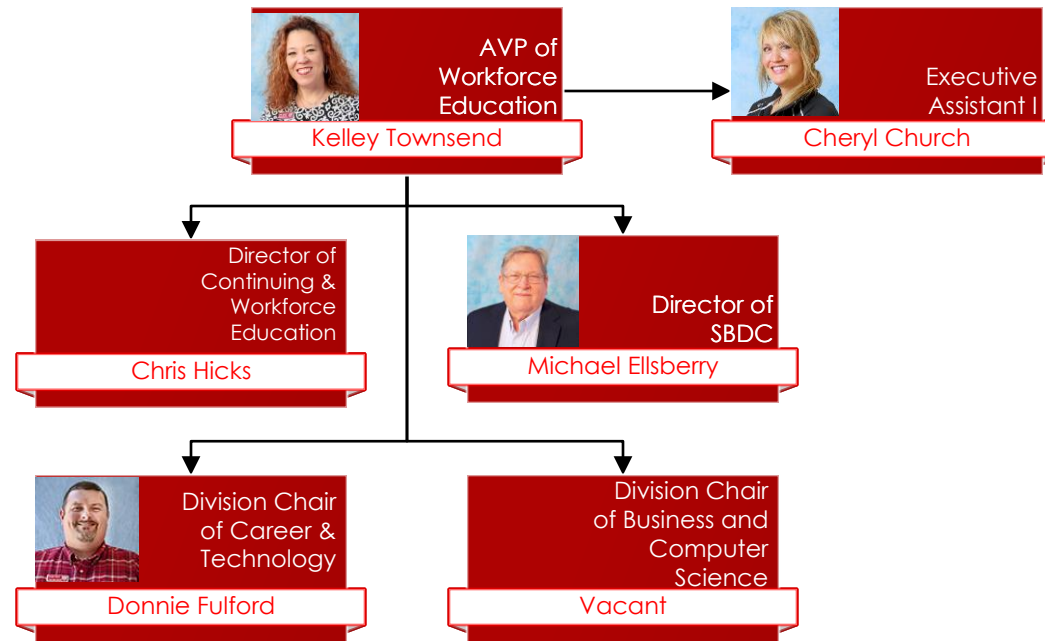 AVP of
Workforce
Education
Kelley Townsend
Executive
Assistant I
Cheryl Church
Director of
Continuing &
Workforce
Education
Chris Hicks
Director of
SBDC
Michael Ellsberry
Division Chair
of Career &
Technology
Donnie Fulford
Division Chair
of Business and
Computer
Science
Vacant